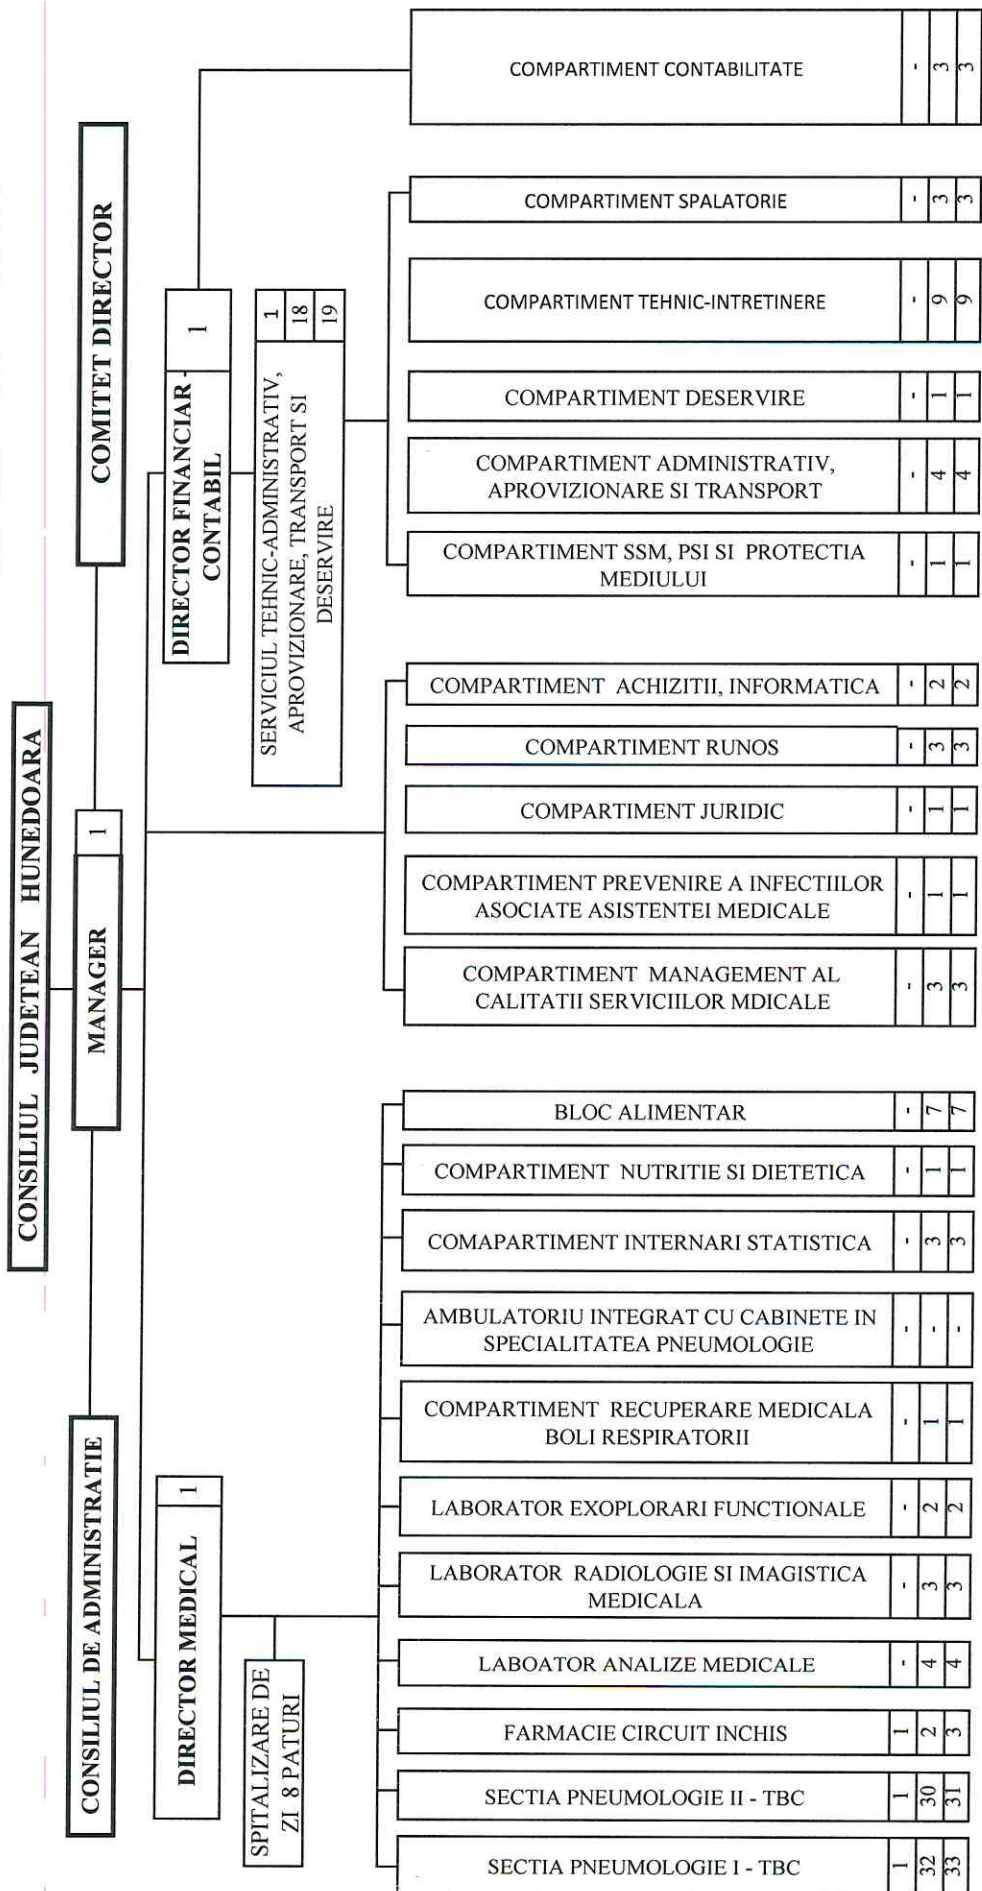 CONSILIUL JUDETEAN HUNEDOARA
CONSILIUL DE ADMINISTRATIE
MANAGER
1
COMITET DIRECTOR
DIRECTOR MEDICAL
1
DIRECTOR FINANCIAR -
CONTABIL
1
SPITALIZARE DE
ZI 8 PATURI
SERVICIUL TEHNIC-ADMINISTRATIV,
APROVIZIONARE, TRANSPORT SI
DESERVIRE
1
18
19
SECTIA PNEUMOLOGIE I - TBC
1
32
33
SECTIA PNEUMOLOGIE II - TBC
1
30
31
FARMACIE CIRCUIT INCHIS
1
2
3
LABOATOR ANALIZE MEDICALE
-
4
4
LABORATOR RADIOLOGIE SI IMAGISTICA
MEDICALA
-
3
3
LABORATOR EXOPLORARI FUNCTIONALE
-
2
2
COMPARTIMENT RECUPERARE MEDICALA
BOLI RESPIRATORII
-
1
1
AMBULATORIU INTEGRAT CU CABINETE IN
SPECIALITATEA PNEUMOLOGIE
-
-
-
COMAPARTIMENT INTERNARI STATISTICA
-
3
3
COMPARTIMENT NUTRITIE SI DIETETICA
-
1
1
BLOC ALIMENTAR
-
7
7
COMPARTIMENT MANAGEMENT AL
CALITATII SERVICIILOR MDICALE
-
3
3
COMPARTIMENT PREVENIRE A INFECTIILOR
ASOCIATE ASISTENTEI MEDICALE
-
1
1
COMPARTIMENT JURIDIC
-
1
1
COMPARTIMENT RUNOS
-
3
3
COMPARTIMENT ACHIZITII, INFORMATICA
-
2
2
COMPARTIMENT SSM, PSI SI PROTECTIA
MEDIULUI
-
1
1
COMPARTIMENT ADMINISTRATIV,
APROVIZIONARE SI TRANSPORT
-
4
4
COMPARTIMENT DESERVIRE
-
1
1
COMPARTIMENT TEHNIC-INTRETINERE
-
9
9
COMPARTIMENT SPALATORIE
-
3
3
COMPARTIMENT CONTABILITATE
-
3
3